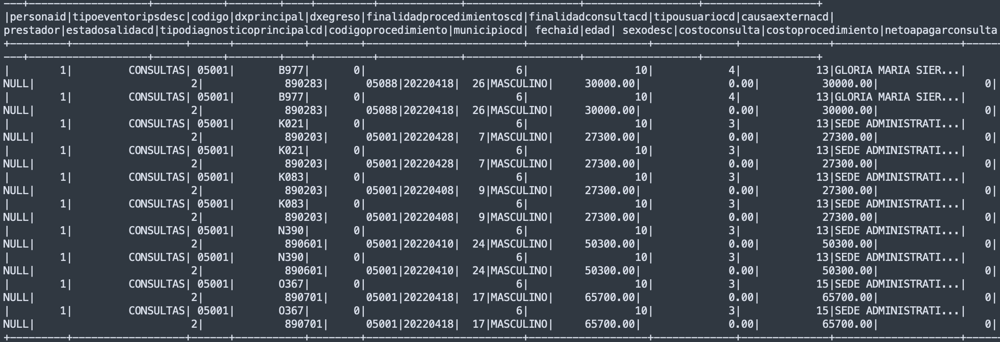 ---+--------------------+-----------+--------+----+---------+-------------+------------------+------------------+------------------+
|personaid|tipoeventoripsdesc|codigo|dxprincipal|dxegreso|finalidadprocedimientoscd|finalidadconsultacd|tipousuariocd|causaexternacd|
prestador|estadosalidacd|tipodiagnosticoprincipalcd|codigoprocedimiento|municipiocd| fechaid|edad| sexodesc|costoconsulta|costoprocedimiento|netoapagarconsulta
+---------+------------------+------+-----------+--------+-------------------------+-------------------+-------------+--------------+--------------------+-----
---+-------------------+-----------+--------+----+---------+-------------+------------------+------------------+------------------+
| 1| CONSULTAS| 05001| B977| 0| 6| 10| 4| 13|GLORIA MARIA SIER...|
NULL| 2| 890283| 05088|20220418| 26|MASCULINO| 30000.00| 0.00| 30000.00| 0|
| 1| CONSULTAS| 05001| B977| 0| 6| 10| 4| 13|GLORIA MARIA SIER...|
NULL| 2| 890283| 05088|20220418| 26|MASCULINO| 30000.00| 0.00| 30000.00| 0|
| 1| CONSULTAS| 05001| K021| 0| 6| 10| 3| 13|SEDE ADMINISTRATI...|
NULL| 2| 890203| 05001|20220428| 7|MASCULINO| 27300.00| 0.00| 27300.00| 0|
| 1| CONSULTAS| 05001| K021| 0| 6| 10| 3| 13|SEDE ADMINISTRATI...|
NULL| 2| 890203| 05001|20220428| 7|MASCULINO| 27300.00| 0.00| 27300.00| 0|
| 1| CONSULTAS| 05001| K083| 0| 6| 10| 3| 13|SEDE ADMINISTRATI...|
NULL| 2| 890203| 05001|20220408| 9|MASCULINO| 27300.00| 0.00| 27300.00| 0|
| 1| CONSULTAS| 05001| K083| 0| 6| 10| 3| 13|SEDE ADMINISTRATI...|
NULL| 2| 890203| 05001|20220408| 9|MASCULINO| 27300.00| 0.00| 27300.00| 0|
| 1| CONSULTAS| 05001| N390| 0| 6| 10| 3| 13|SEDE ADMINISTRATI...|
NULL| 2| 890601| 05001|20220410| 24|MASCULINO| 50300.00| 0.00| 50300.00| 0|
| 1| CONSULTAS| 05001| N390| 0| 6| 10| 3| 13|SEDE ADMINISTRATI...|
NULL| 2| 890601| 05001|20220410| 24|MASCULINO| 50300.00| 0.00| 50300.00| 0|
| 1| CONSULTAS| 05001| O367| 0| 6| 10| 3| 15|SEDE ADMINISTRATI...|
NULL| 2| 890701| 05001|20220418| 17|MASCULINO| 65700.00| 0.00| 65700.00| 0|
| 1| CONSULTAS| 05001| O367| 0| 6| 10| 3| 15|SEDE ADMINISTRATI...|
NULL| 2| 890701| 05001|20220418| 17|MASCULINO| 65700.00| 0.00| 65700.00| 0|
+---------+------------------+------+-----------+--------+-------------------------+-------------------+-------------+--------------+--------------------+-----